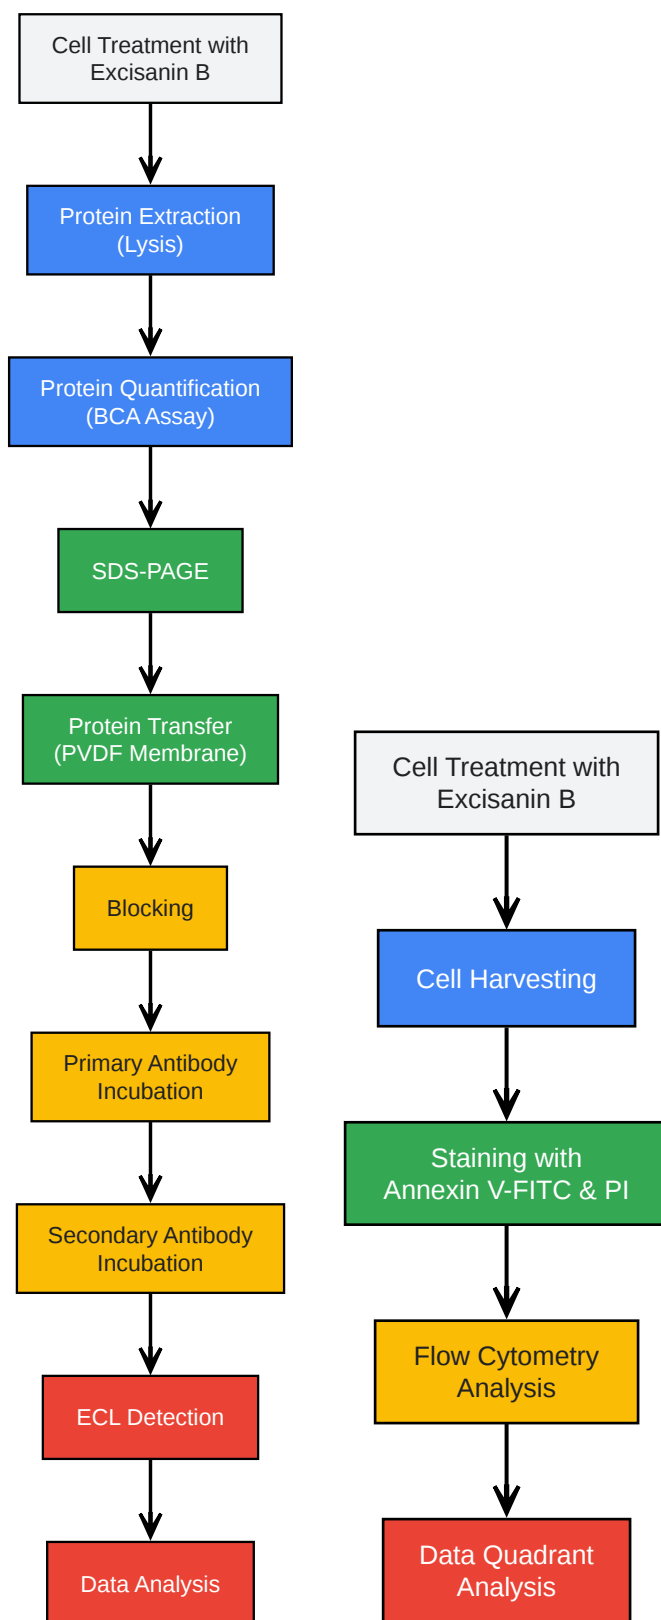 Cell Treatment with
Excisanin B
Protein Extraction
(Lysis)
Protein Quantification
(BCA Assay)
SDS-PAGE
Protein Transfer
(PVDF Membrane)
Blocking
Primary Antibody
Incubation
Secondary Antibody
Incubation
ECL Detection
Data Analysis
Cell Treatment with
Excisanin B
Cell Harvesting
Staining with
Annexin V-FITC & PI
Flow Cytometry
Analysis
Data Quadrant
Analysis